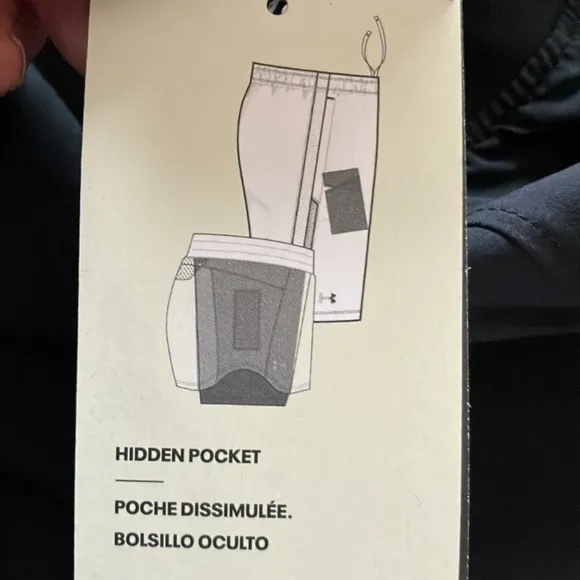 HIDDEN POCKET
POCHE DISSIMULÉE.
BOLSILLO OCULTO